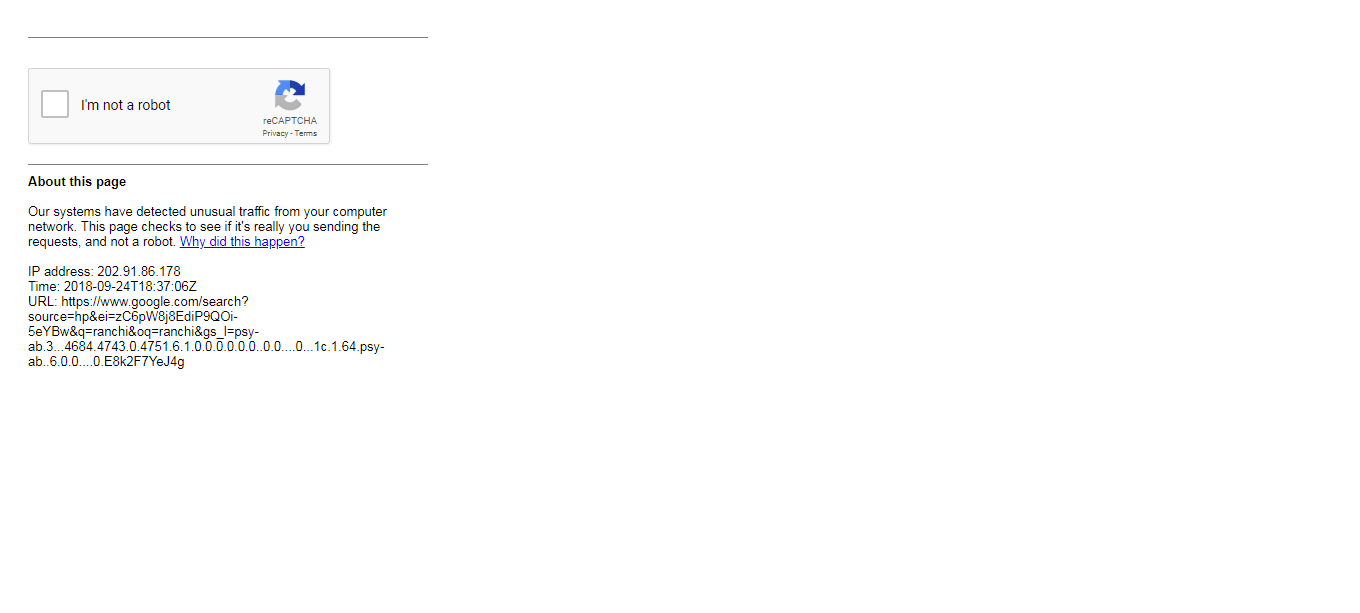 I'm not a robot
reCAPTCHA
Privacy - Terms
About this page
Our systems have detected unusual traffic from your computer
network. This page checks to see if it's really you sending the
requests, and not a robot. Why did this happen?
IP address: 202.91.86.178
Time: 2018-09-24T18:37:06Z
URL: https://www.google.com/search?
source=hp&ei=zC6pW8j8EdiP9QOi-
5eYBw&q=ranchi&oq=ranchi&gs_l=psy-
ab.3...4684.4743.0.4751.6.1.0.0.0.0.0.0..0.0....0...1c.1.64.psy-
ab..6.0.0....0.E8k2F7YeJ4g